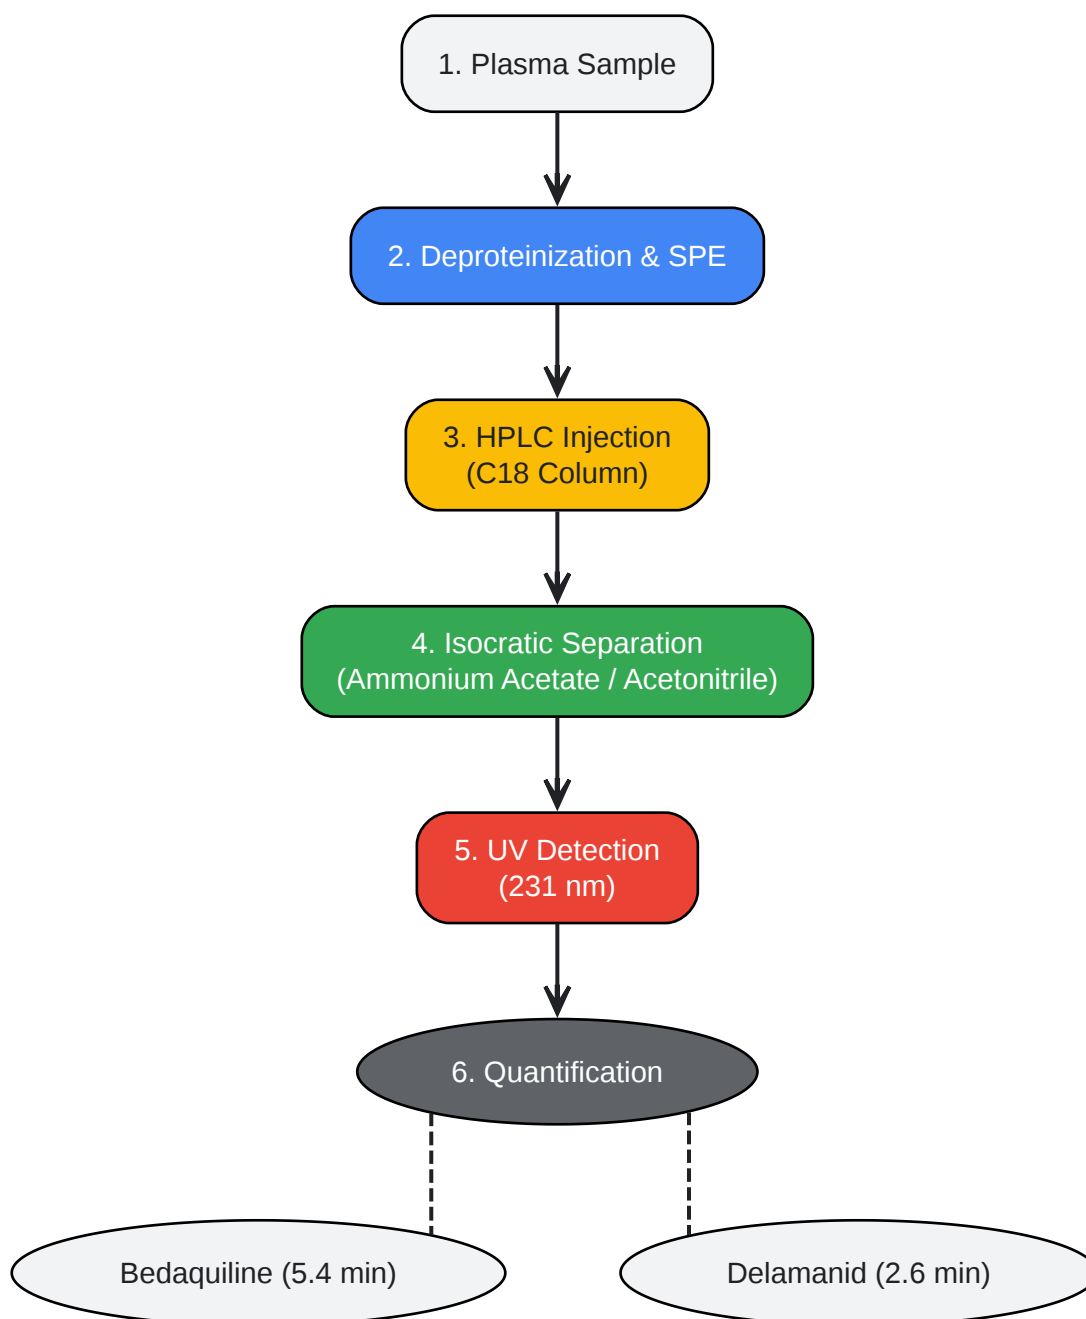 1. Plasma Sample
2. Deproteinization & SPE
3. HPLC Injection
(C18 Column)
4. Isocratic Separation
(Ammonium Acetate / Acetonitrile)
5. UV Detection
(231 nm)
6. Quantification
Bedaquiline (5.4 min)
Delamanid (2.6 min)